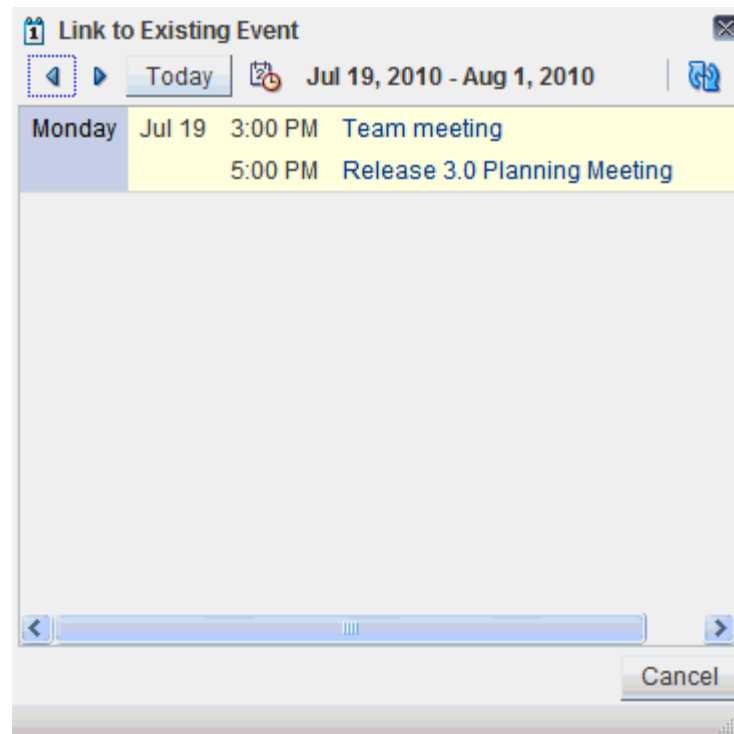 Link to Existing Event
Today Jul 19, 2010 - Aug 1, 2010
Monday Jul 19 3:00 PM Team meeting
5:00 PM Release 3.0 Planning Meeting
Cancel